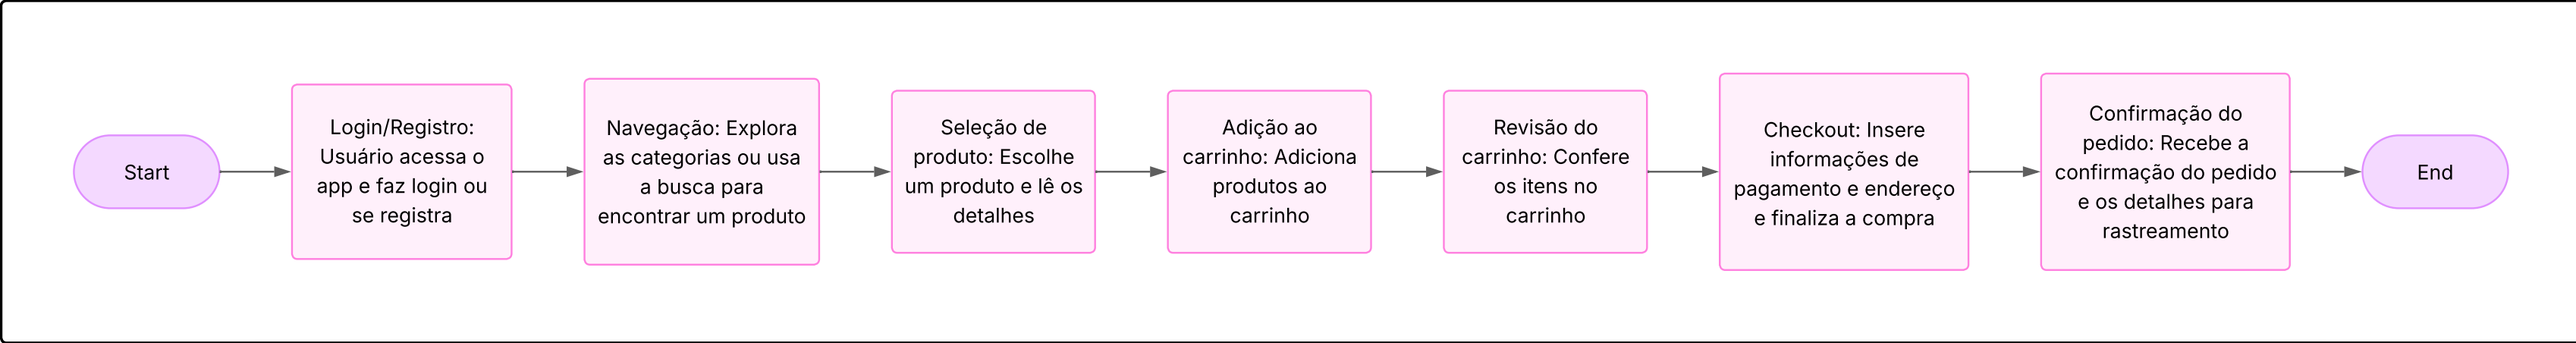 Start
Login/Registro:
Usuário acessa o
app e faz login ou
se registra
Navegação: Explora
as categorias ou usa
a busca para
encontrar um produto
Seleção de
produto: Escolhe
um produto e lê os
detalhes
Adição ao
carrinho: Adiciona
produtos ao
carrinho
Revisão do
carrinho: Confere
os itens no
carrinho
Checkout: Insere
informações de
pagamento e endereço
e finaliza a compra
Confirmação do
pedido: Recebe a
confirmação do pedido
e os detalhes para
rastreamento
End